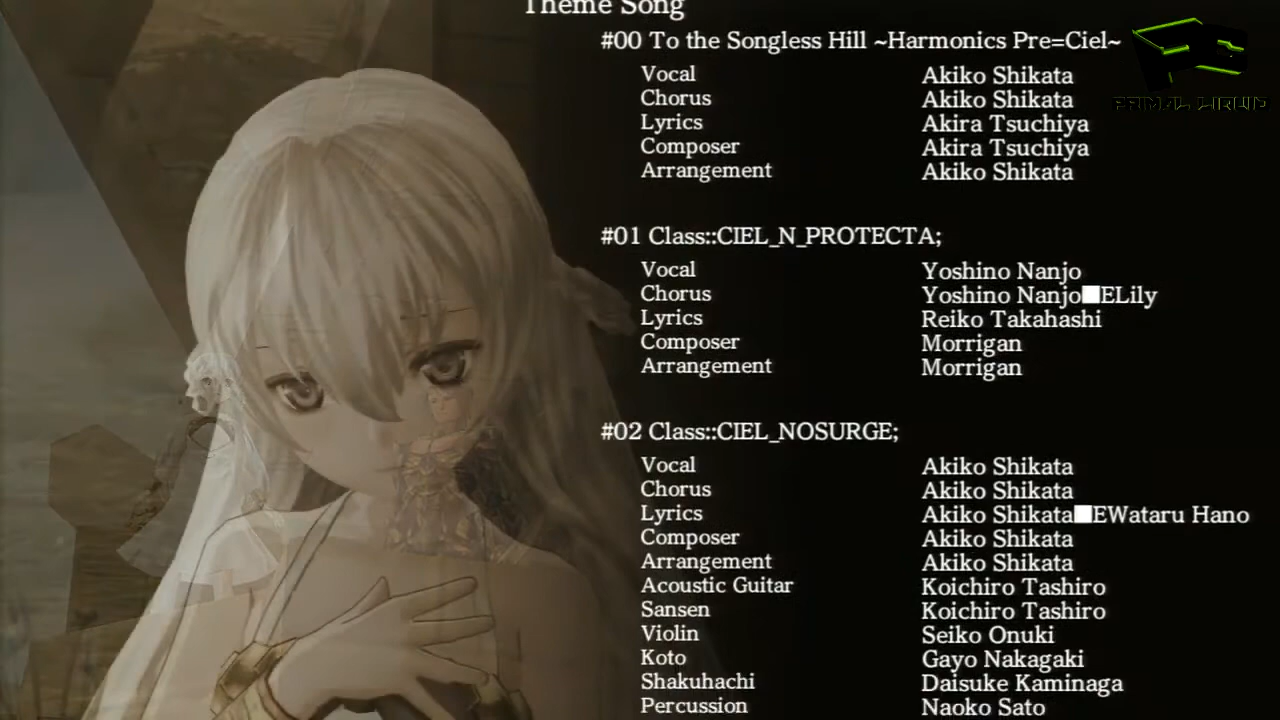 Theme Song
#00 To the Songless Hill ~Harmonics Pre=Ciel~
Vocal Akiko Shikata
Chorus Akiko Shikata
Lyrics Akira Tsuchiya
Composer Akira Tsuchiya
Arrangement Akiko Shikata
PRIMAL LIQUID
#01 Class::CIEL_N_PROTECTA;
Vocal Yoshino Nanjo
Chorus Yoshino Nanjo■ELily
Lyrics Reiko Takahashi
Composer Morrigan
Arrangement Morrigan
#02 Class::CIEL_NOSURGE;
Vocal Akiko Shikata
Chorus Akiko Shikata
Lyrics Akiko Shikata■EWataru Hano
Composer Akiko Shikata
Arrangement Akiko Shikata
Acoustic Guitar Koichiro Tashiro
Sansen Koichiro Tashiro
Violin Seiko Onuki
Koto Gayo Nakagaki
Shakuhachi Daisuke Kaminaga
Percussion Naoko Sato